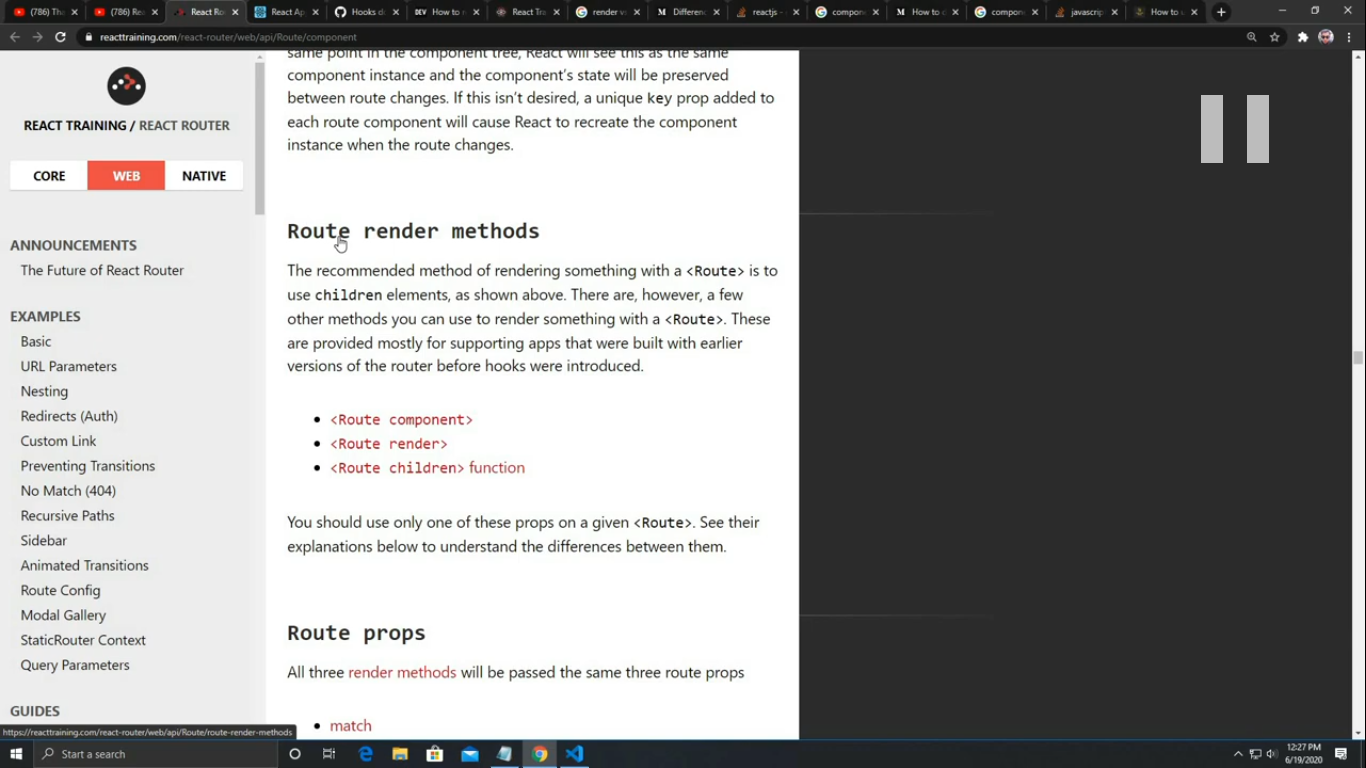 (786) Th
(786) Re
React Ro
React Ap
Hooks d
How to
React Tra
render v
Differenc
reactjs -
compon
How to c
compon
javascrip
How to u
reacttraining.com/react-router/web/api/Route/component
REACT TRAINING / REACT ROUTER
CORE WEB NATIVE
ANNOUNCEMENTS
The Future of React Router
EXAMPLES
Basic
URL Parameters
Nesting
Redirects (Auth)
Custom Link
Preventing Transitions
No Match (404)
Recursive Paths
Sidebar
Animated Transitions
Route Config
Modal Gallery
StaticRouter Context
Query Parameters
GUIDES
same point in the component tree, React will see this as the same
component instance and the component's state will be preserved
between route changes. If this isn't desired, a unique key prop added to
each route component will cause React to recreate the component
instance when the route changes.
Route render methods
The recommended method of rendering something with a <Route> is to
use children elements, as shown above. There are, however, a few
other methods you can use to render something with a <Route>. These
are provided mostly for supporting apps that were built with earlier
versions of the router before hooks were introduced.
<Route component>
<Route render>
<Route children> function
You should use only one of these props on a given <Route>. See their
explanations below to understand the differences between them.
Route props
All three render methods will be passed the same three route props
match
https://reacttraining.com/react-router/web/api/Route/route-render-methods
Start a search
12:27 PM
6/19/2020